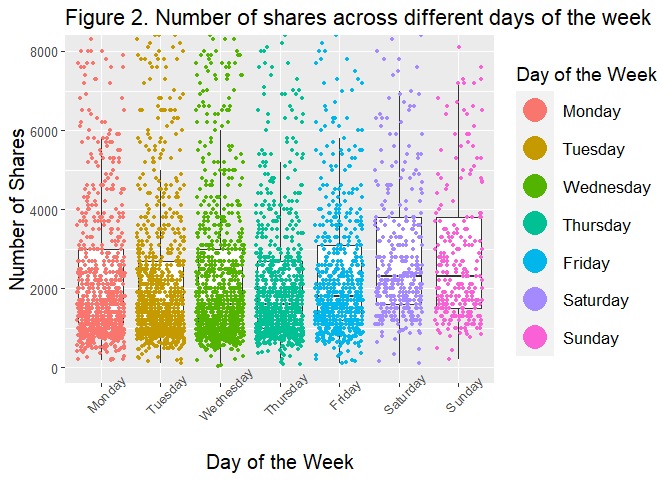 Figure 2. Number of shares across different days of the week
Number of Shares
8000
6000
4000
2000
0
Monday
Tuesday
Wednesday
Thursday
Friday
Saturday
Sunday
Day of the Week
Day of the Week
Monday
Tuesday
Wednesday
Thursday
Friday
Saturday
Sunday